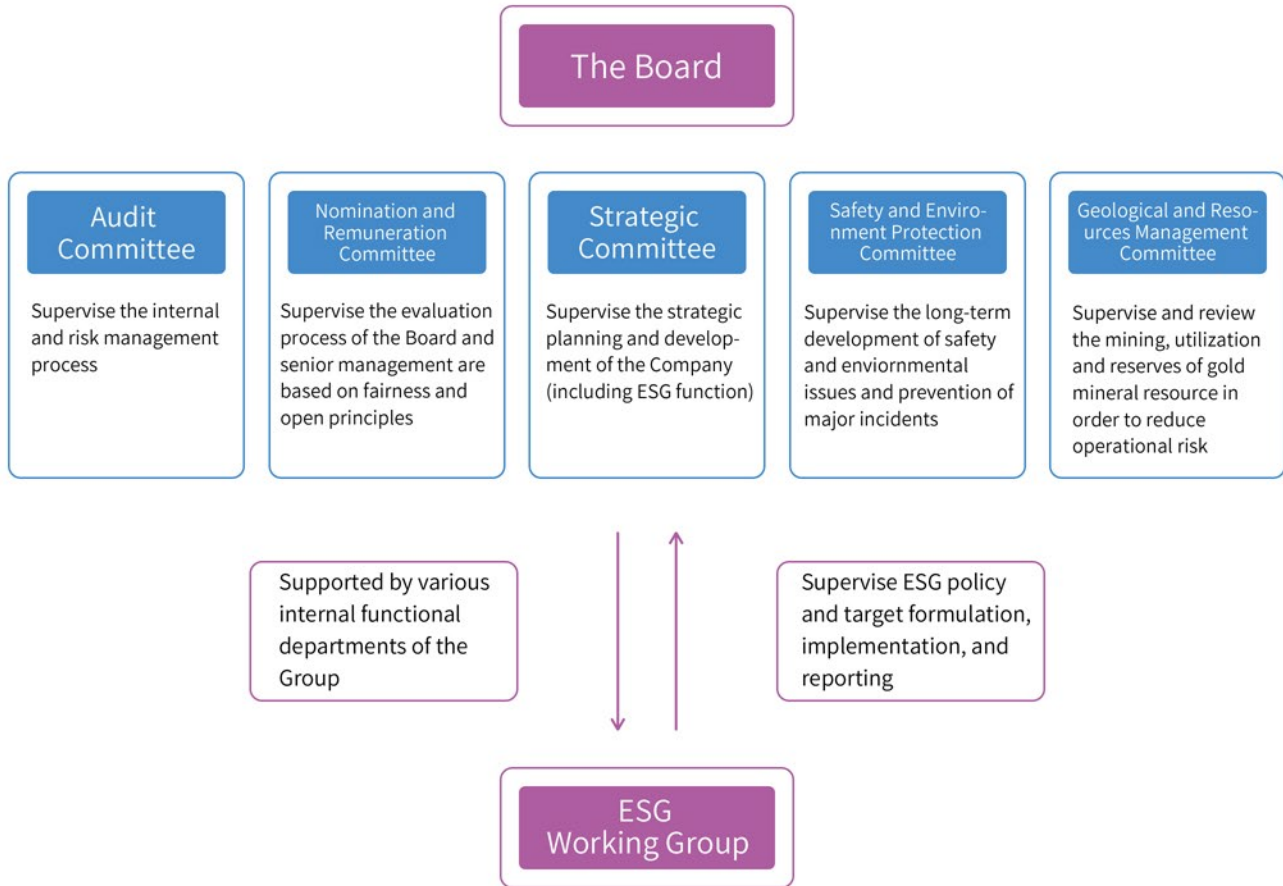 The Board
Audit
Committee
Supervise the internal
and risk management
process
Nomination and
Remuneration
Committee
Supervise the evaluation
process of the Board and
senior management are
based on fairness and
open principles
Strategic
Committee
Supervise the strategic
planning and develop-
ment of the Company
(including ESG function)
Safety and Enviro-
nment Protection
Committee
Supervise the long-term
development of safety
and enviornmental
issues and prevention of
major incidents
Geological and Reso-
urces Management
Committee
Supervise and review
the mining, utilization
and reserves of gold
mineral resource in
order to reduce
operational risk
Supported by various
internal functional
departments of the
Group
Supervise ESG policy
and target formulation,
implementation, and
reporting
ESG
Working Group